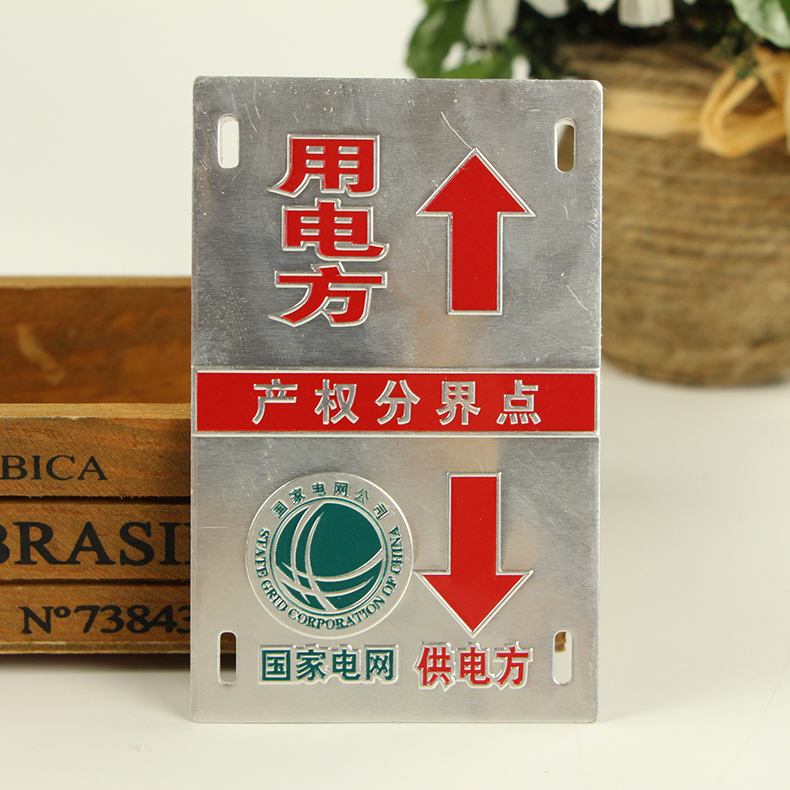 用电方
产权分界点
国家电网公司
STATE GRID CORPORATION OF CHINA
国家电网
供电方
BICA
BRASI
Nº73843